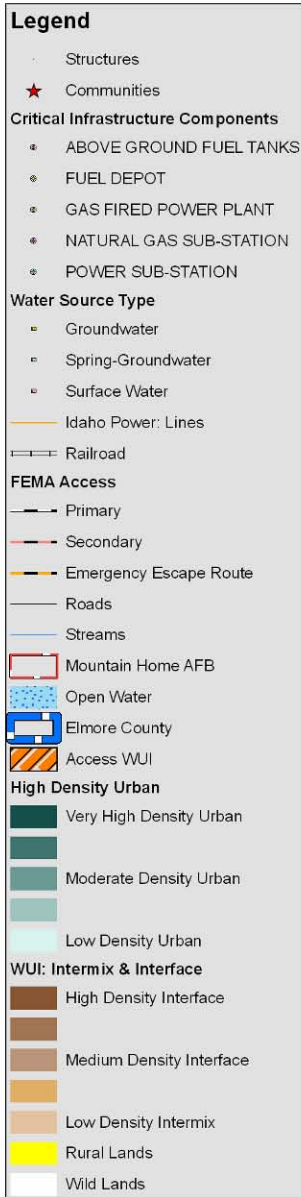 Legend
Structures
Communities
Critical Infrastructure Components
ABOVE GROUND FUEL TANKS
FUEL DEPOT
GAS FIRED POWER PLANT
NATURAL GAS SUB-STATION
POWER SUB-STATION
Water Source Type
Groundwater
Spring-Groundwater
Surface Water
Idaho Power: Lines
Railroad
FEMA Access
Primary
Secondary
Emergency Escape Route
Roads
Streams
Mountain Home AFB
Open Water
Elmore County
Access WUI
High Density Urban
Very High Density Urban
Moderate Density Urban
Low Density Urban
WUI: Intermix & Interface
High Density Interface
Medium Density Interface
Low Density Intermix
Rural Lands
Wild Lands